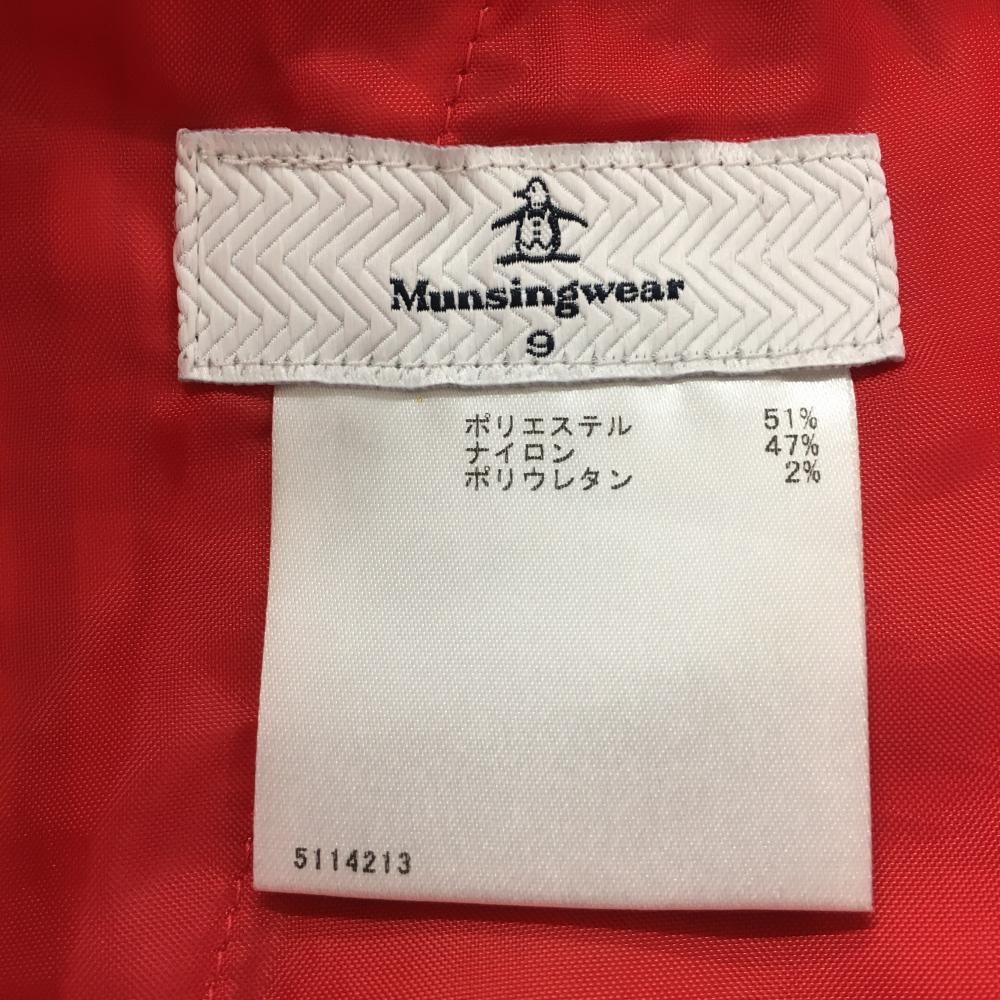 Munsingwear
9
ポリエステル 51%
ナイロン 47%
ポリウレタン 2%
5114213